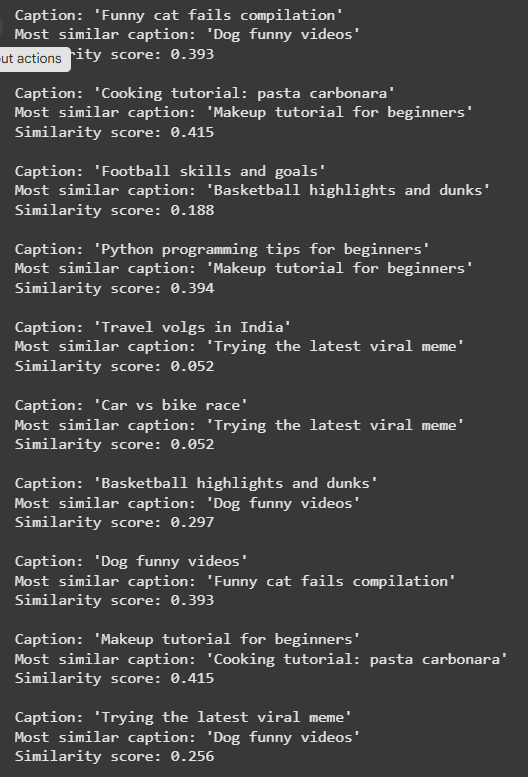 Caption: 'Funny cat fails compilation'
Most similar caption: 'Dog funny videos'
ut actions
rity score: 0.393
Caption: 'Cooking tutorial: pasta carbonara'
Most similar caption: 'Makeup tutorial for beginners'
Similarity score: 0.415
Caption: 'Football skills and goals'
Most similar caption: 'Basketball highlights and dunks'
Similarity score: 0.188
Caption: 'Python programming tips for beginners'
Most similar caption: 'Makeup tutorial for beginners'
Similarity score: 0.394
Caption: 'Travel volgs in India'
Most similar caption: 'Trying the latest viral meme'
Similarity score: 0.052
Caption: 'Car vs bike race'
Most similar caption: 'Trying the latest viral meme'
Similarity score: 0.052
Caption: 'Basketball highlights and dunks'
Most similar caption: 'Dog funny videos'
Similarity score: 0.297
Caption: 'Dog funny videos'
Most similar caption: 'Funny cat fails compilation'
Similarity score: 0.393
Caption: 'Makeup tutorial for beginners'
Most similar caption: 'Cooking tutorial: pasta carbonara'
Similarity score: 0.415
Caption: 'Trying the latest viral meme'
Most similar caption: 'Dog funny videos'
Similarity score: 0.256